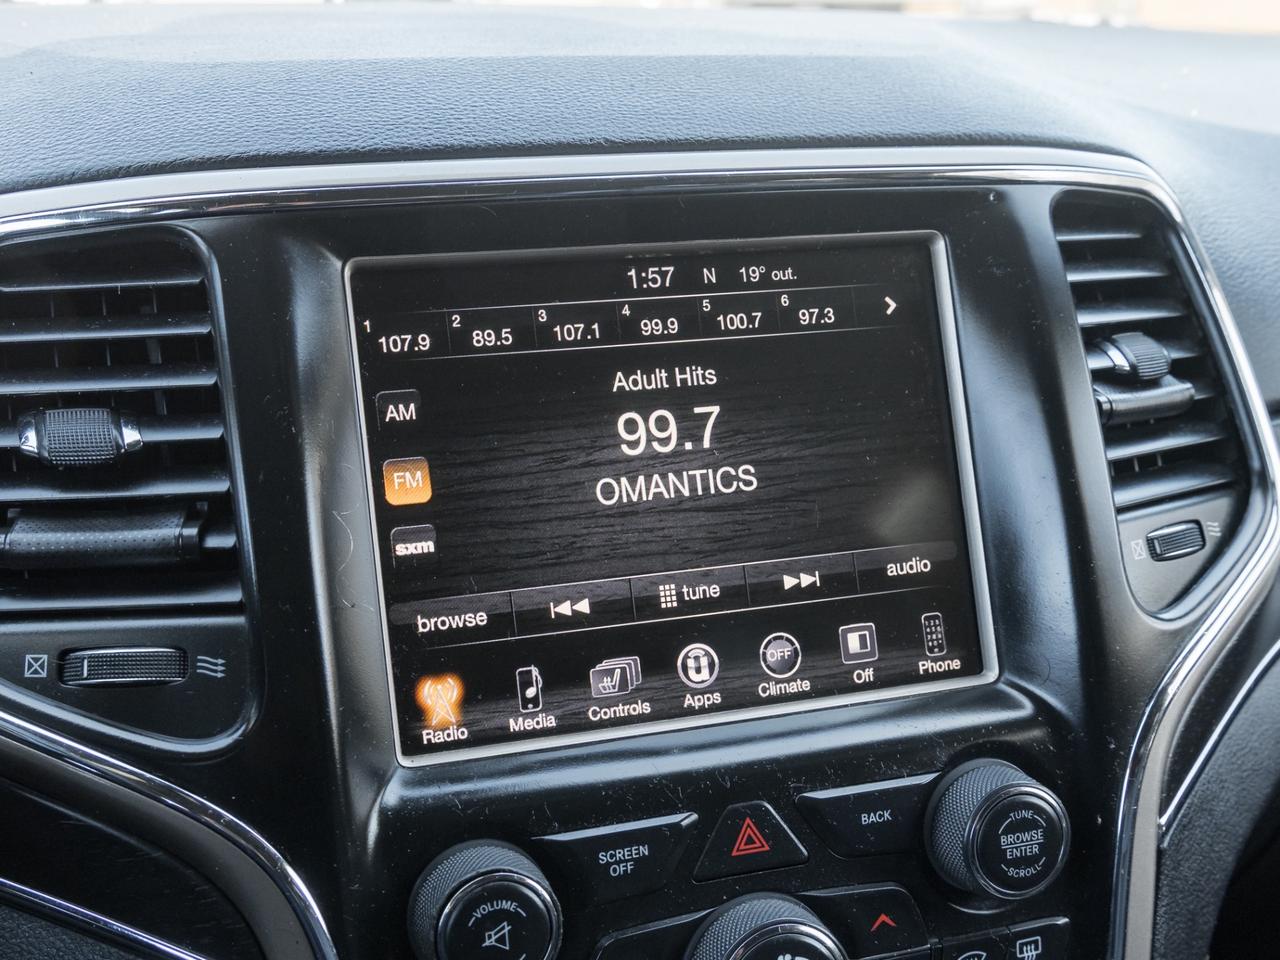 1:57 N 19° out.
1 107.9 2 89.5 3 107.1 4 99.9 5 100.7 6 97.3
Adult Hits
AM
99.7
FM
OMANTICS
sxm
browse tune audio
OFF
Radio Media Controls Apps Climate Off Phone
SCREEN
OFF
BACK
TUNE
BROWSE
ENTER
SCROLL
VOLUME